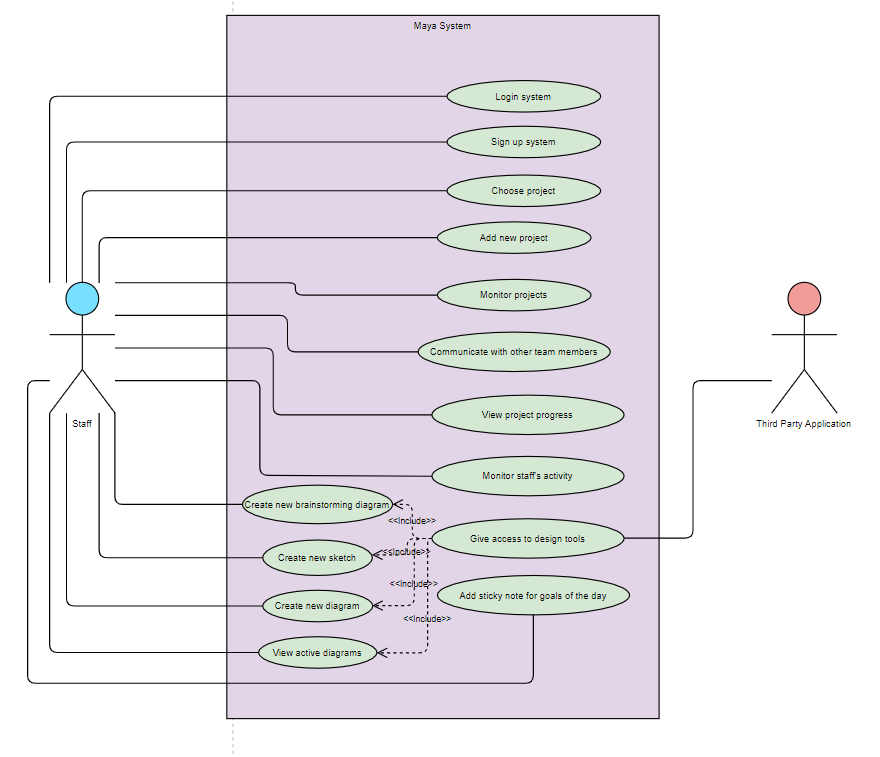 Maya System
Login system
Sign up system
Choose project
Add new project
Monitor projects
Communicate with other team members
View project progress
Staff
Third Party Application
Monitor staff's activity
Create new brainstorming diagram
<<Include>>
Give access to design tools
<<Include>>
Create new sketch
<<Include>>
Add sticky note for goals of the day
Create new diagram
<<Include>>
View active diagrams